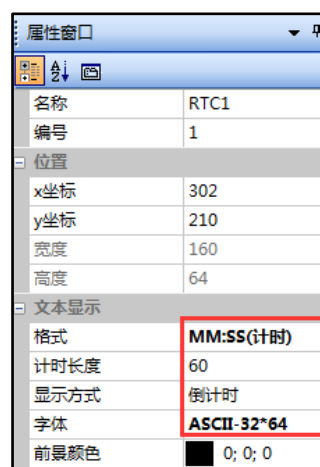 属性窗口
名称 RTC1
编号 1
位置
x坐标 302
y坐标 210
宽度 160
高度 64
文本显示
格式 MM:SS(计时)
计时长度 60
显示方式 倒计时
字体 ASCII-32*64
前景颜色 0; 0; 0